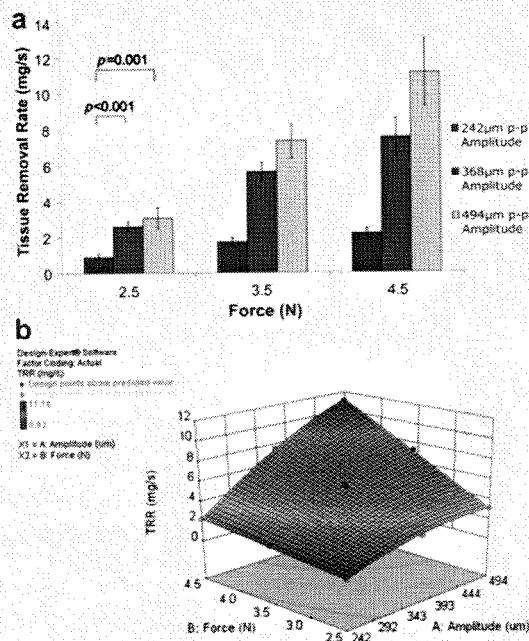 a
14
12
10
8
6
4
2
0
Tissue Removal Rate (mg/s)
p=0.001
p<0.001
2.5
3.5
4.5
Force (N)
242µm p-p
Amplitude
368µm p-p
Amplitude
494µm p-p
Amplitude
b
Design-Expert® Software
Factor Coding: Actual
TRR (mg/s)
Design points above predicted value
11.16
0.92
X1 = A: Amplitude (um)
X2 = B: Force (N)
12
10
8
6
4
2
0
TRR (mg/s)
4.5
4.0
3.5
3.0
2.5
B: Force (N)
242
292
343
393
444
494
A: Amplitude (um)